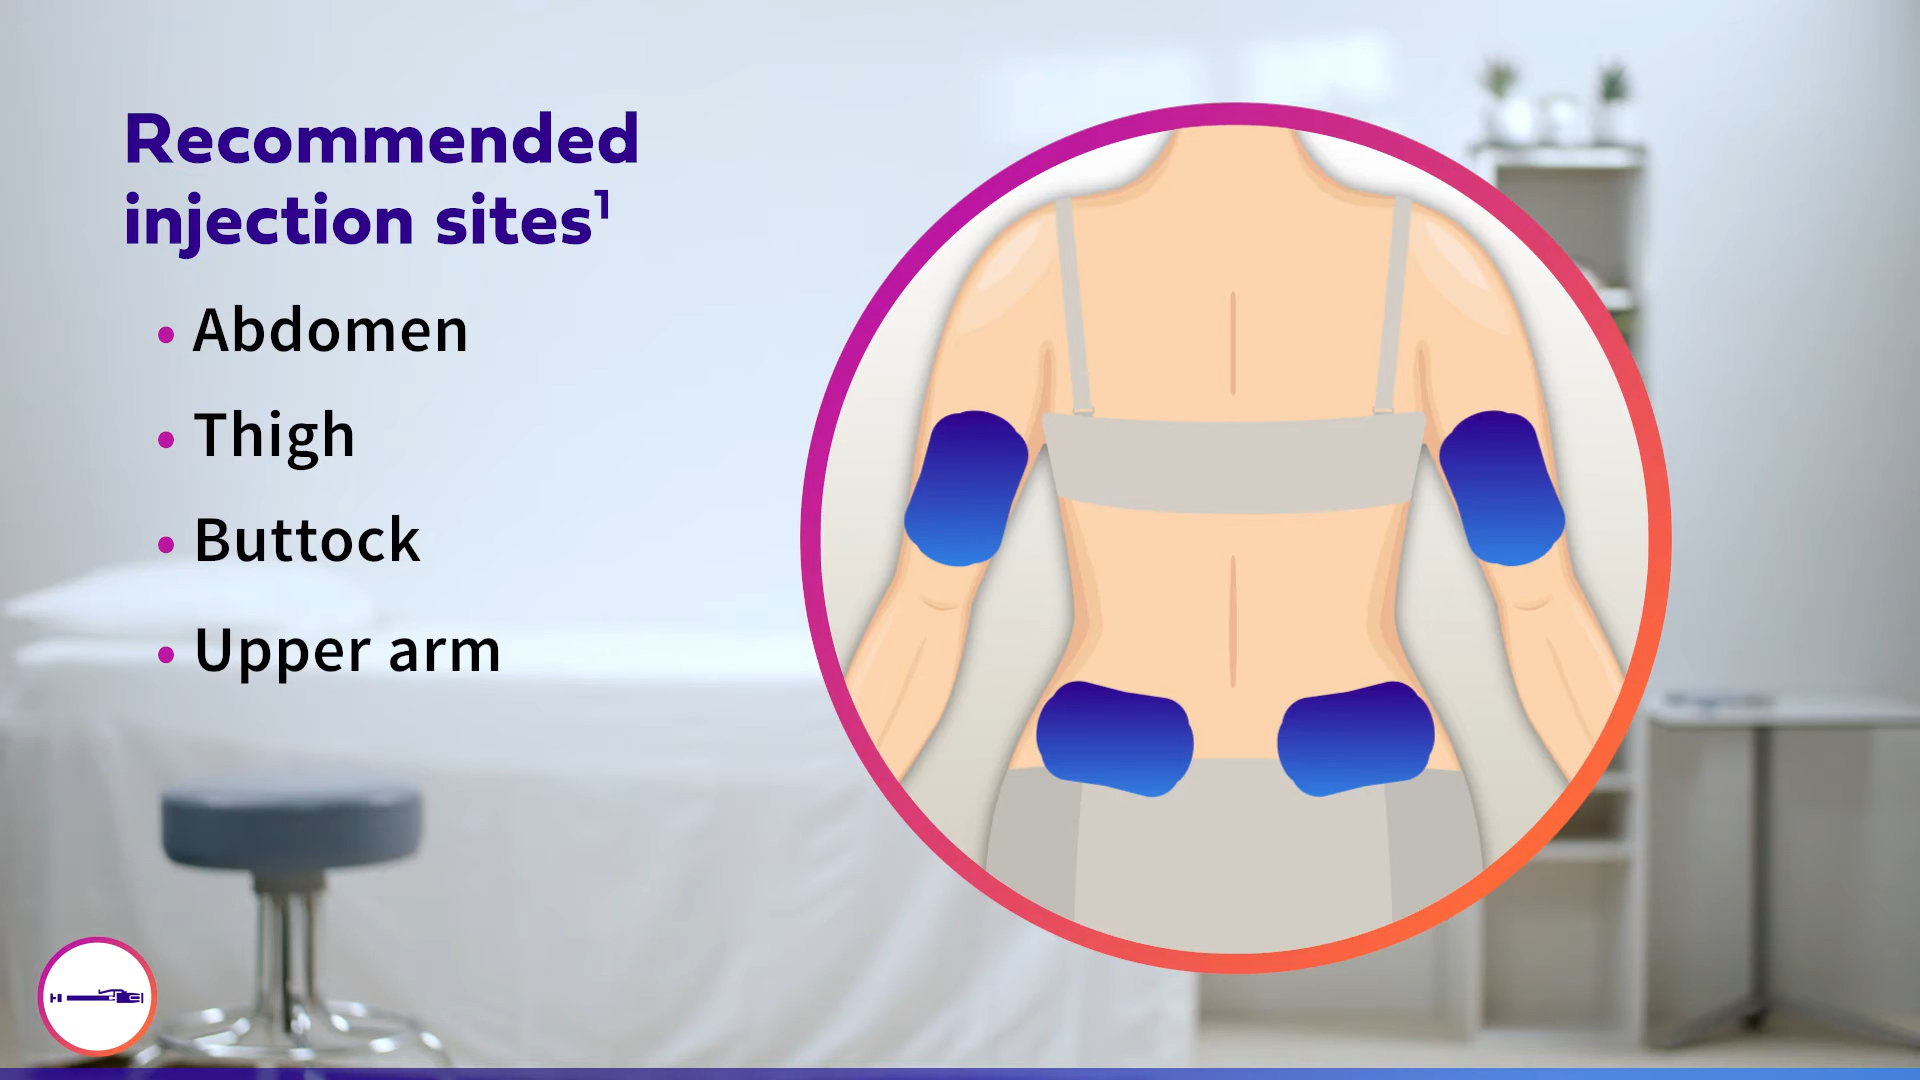 Recommended
injection sites¹
• Abdomen
• Thigh
• Buttock
• Upper arm